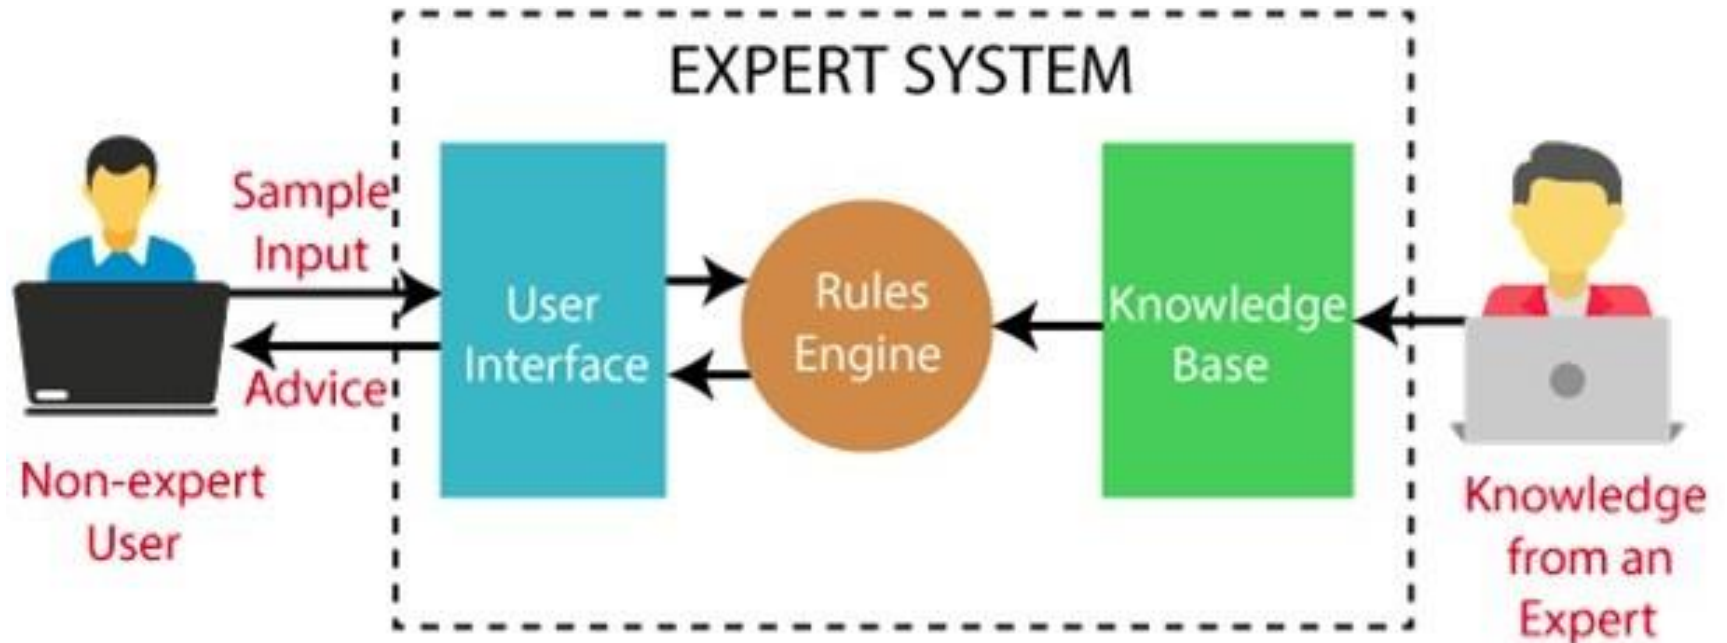 EXPERT SYSTEM
Sample
Input
Advice
Non-expert
User
User
Interface
Rules
Engine
Knowledge
Base
Knowledge
from an
Expert